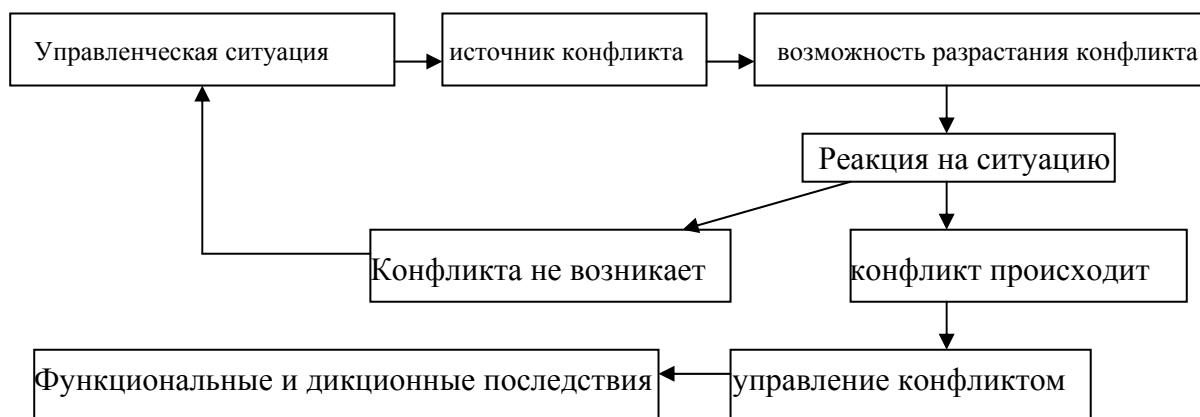 Управленческая ситуация
источник конфликта
возможность разрастания конфликта
Реакция на ситуацию
Конфликта не возникает
конфликт происходит
Функциональные и дикционные последствия
управление конфликтом